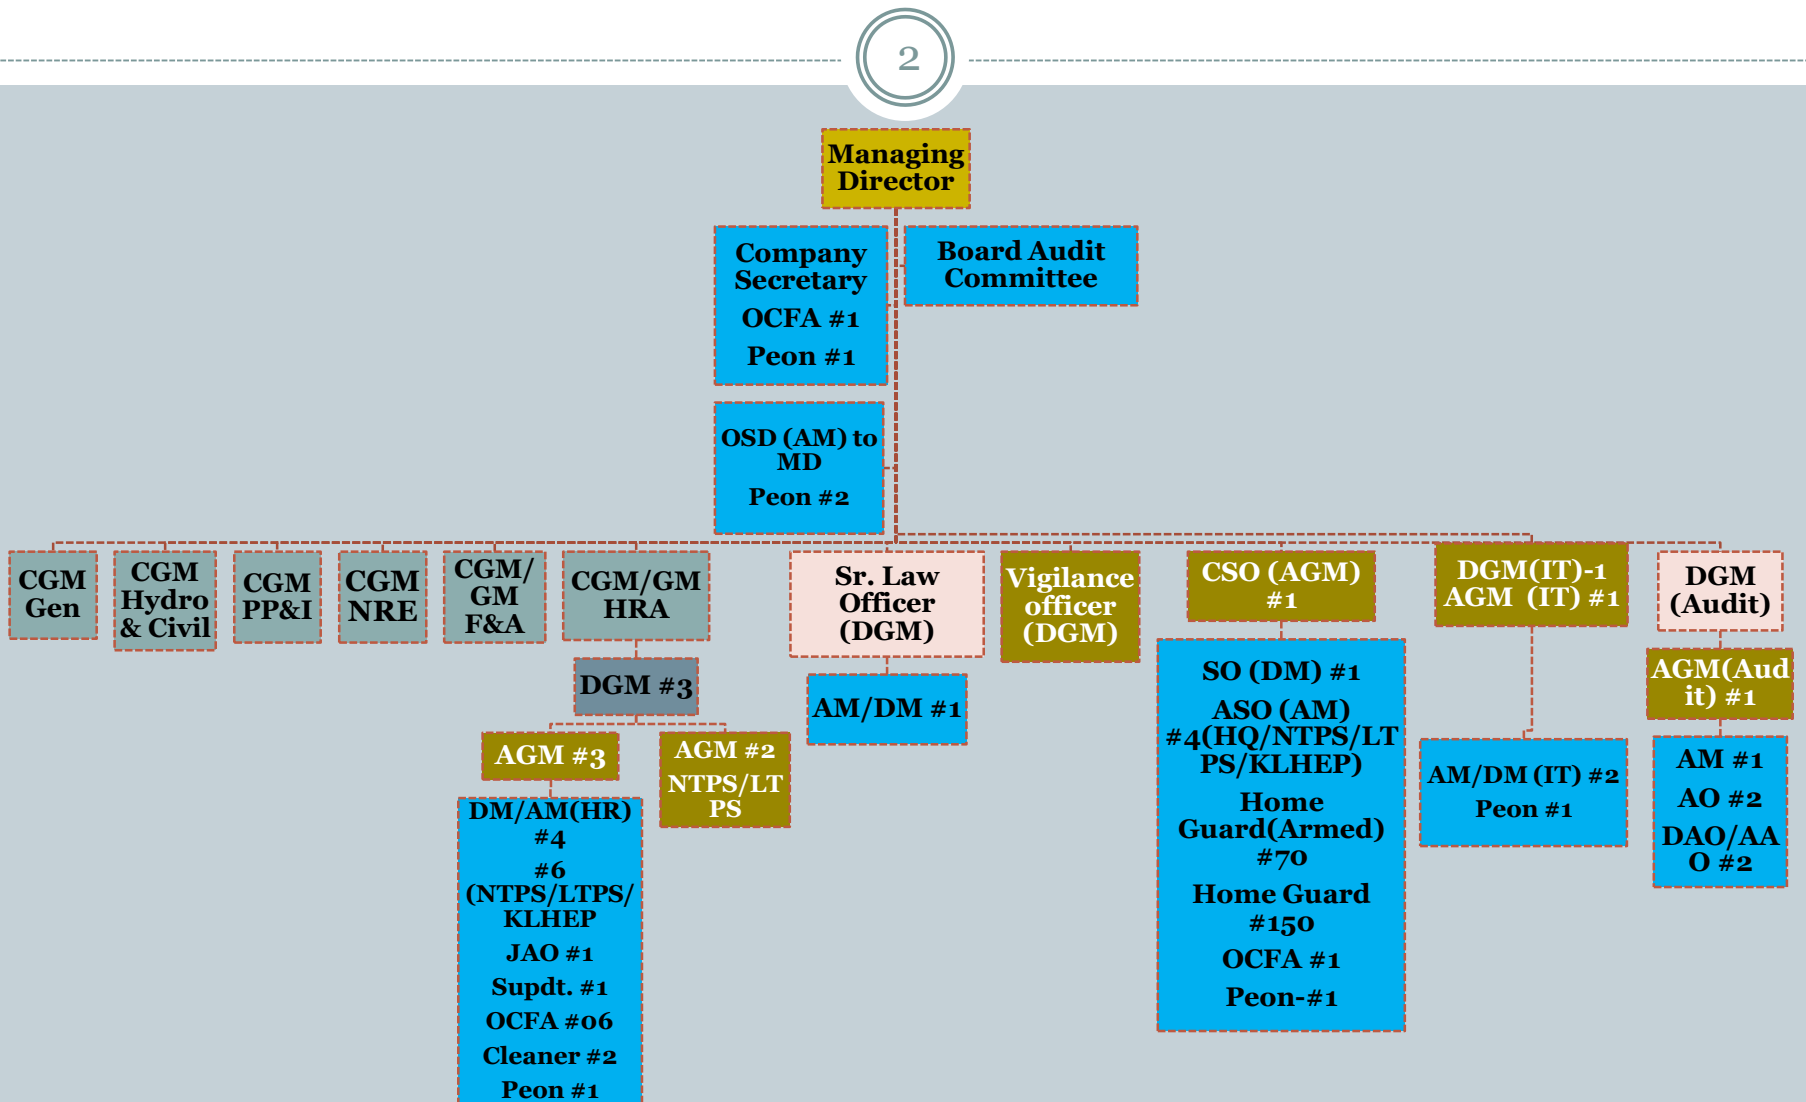 2
Managing
Director
Company
Secretary
OCFA #1
Peon #1
Board Audit
Committee
OSD (AM) to
MD
Peon #2
CGM
Gen
CGM
Hydro
& Civil
CGM
PP&I
CGM
NRE
CGM/
GM
F&A
CGM/GM
HRA
Sr. Law
Officer
(DGM)
Vigilance
officer
(DGM)
CSO (AGM)
#1
DGM(IT)-1
AGM (IT) #1
DGM
(Audit)
DGM #3
AGM #3
AGM #2
NTPS/LT
PS
DM/AM(HR)
#4
#6
(NTPS/LTPS/
KLHEP
JAO #1
Supdt. #1
OCFA #06
Cleaner #2
Peon #1
AM/DM #1
SO (DM) #1
ASO (AM)
#4(HQ/NTPS/LT
PS/KLHEP)
Home
Guard(Armed)
#70
Home Guard
#150
OCFA #1
Peon-#1
AM/DM (IT) #2
Peon #1
AGM(Aud
it) #1
AM #1
AO #2
DAO/AA
O #2